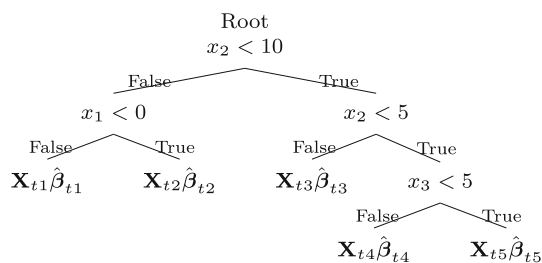 Root
x₂ < 10
False True
x₁ < 0 x₂ < 5
False True False True
𝐗ₜ₁𝛃̂ₜ₁ 𝐗ₜ₂𝛃̂ₜ₂ 𝐗ₜ₃𝛃̂ₜ₃ x₃ < 5
False True
𝐗ₜ₄𝛃̂ₜ₄ 𝐗ₜ₅𝛃̂ₜ₅